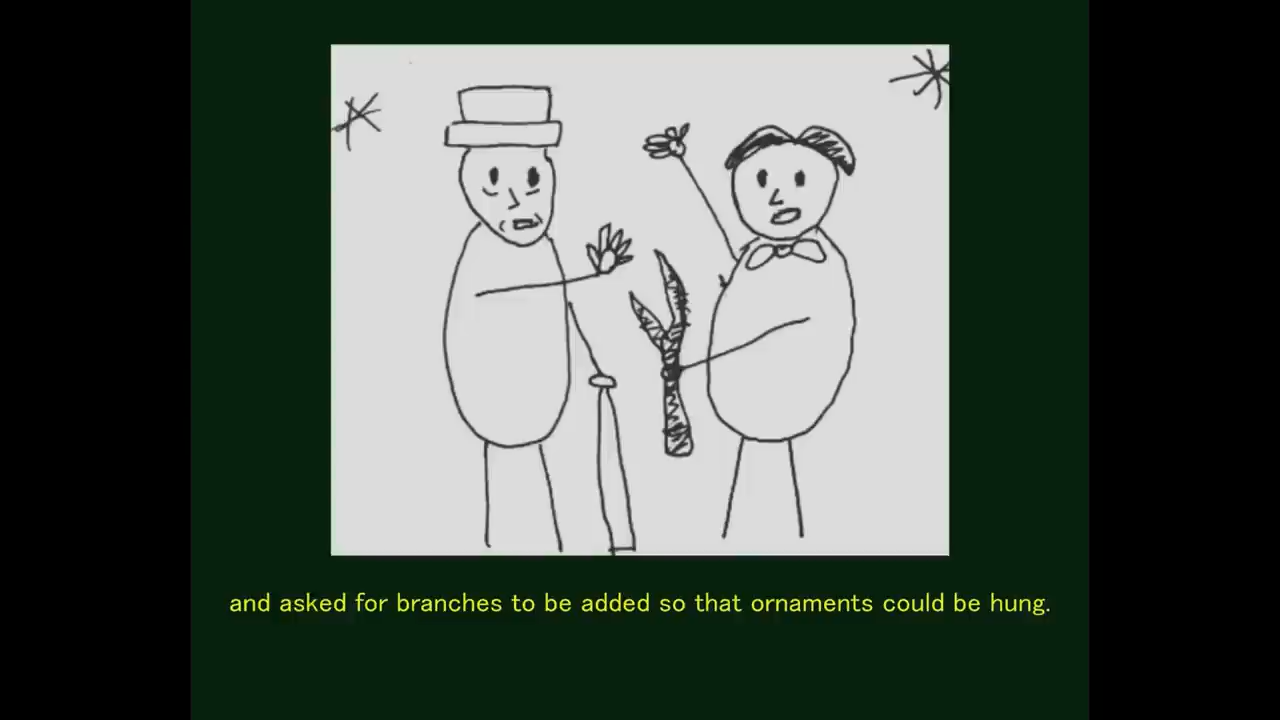 and asked for branches to be added so that ornaments could be hung.